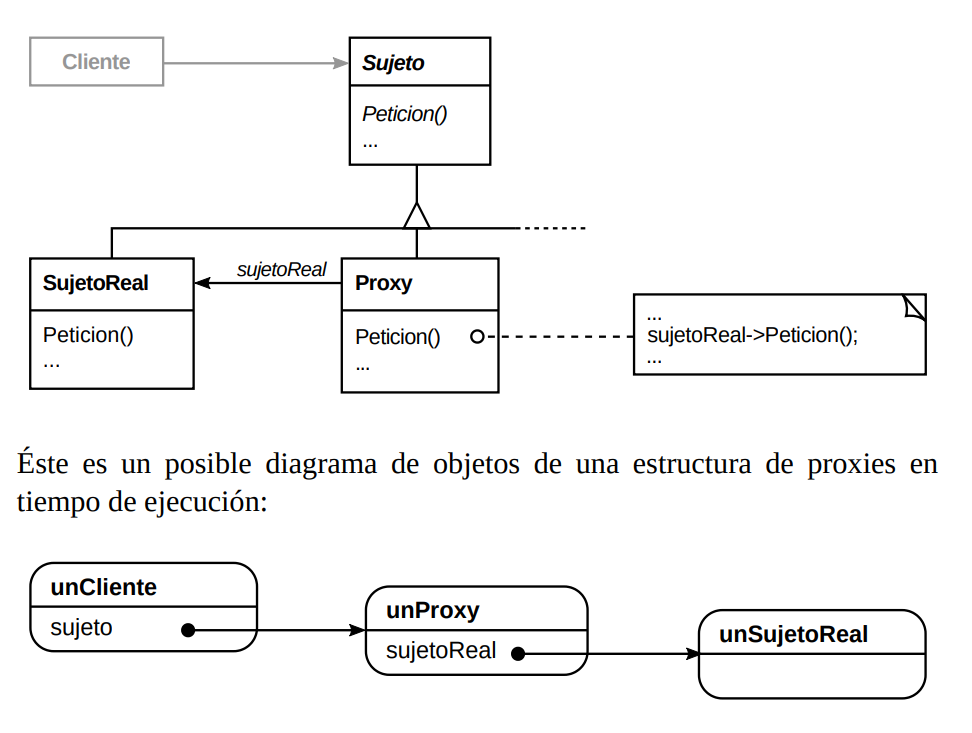 Cliente
Sujeto
Peticion()
...
sujetoReal
SujetoReal
Peticion()
...
Proxy
Peticion()
...
...
sujetoReal->Peticion();
...
Éste es un posible diagrama de objetos de una estructura de proxies en
tiempo de ejecución:
unCliente
sujeto
unProxy
sujetoReal
unSujetoReal